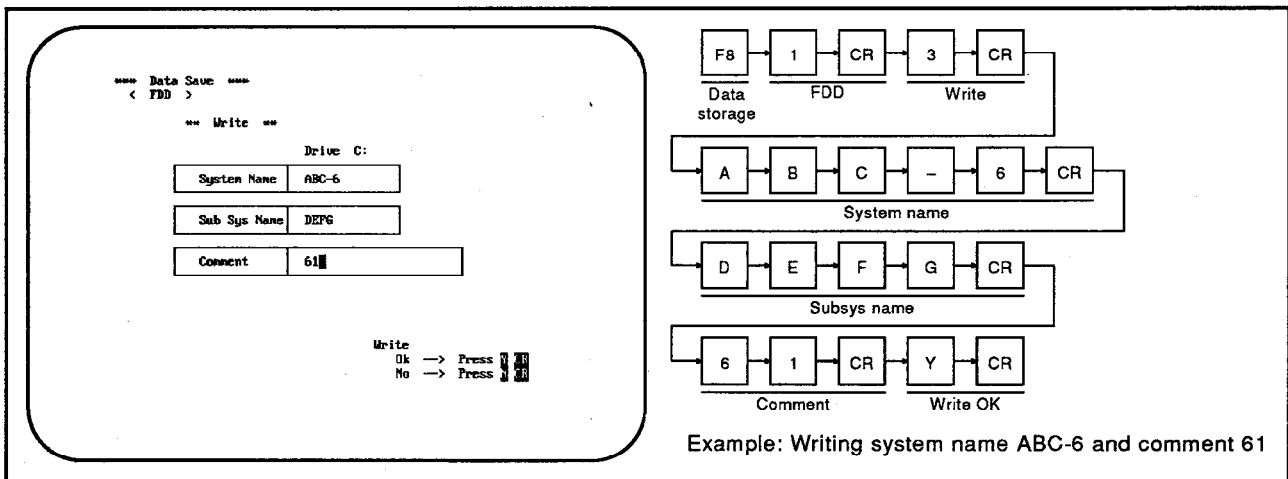 *** Data Save ***
< FDD >
** Write **
Drive C:
System Name ABC-6
Sub Sys Name DEFG
Comment 61
Write
Ok —> Press Y CR
No —> Press N CR
F8 1 CR 3 CR
Data storage FDD Write
A B C – 6 CR
System name
D E F G CR
Subsys name
6 1 CR Y CR
Comment Write OK
Example: Writing system name ABC-6 and comment 61